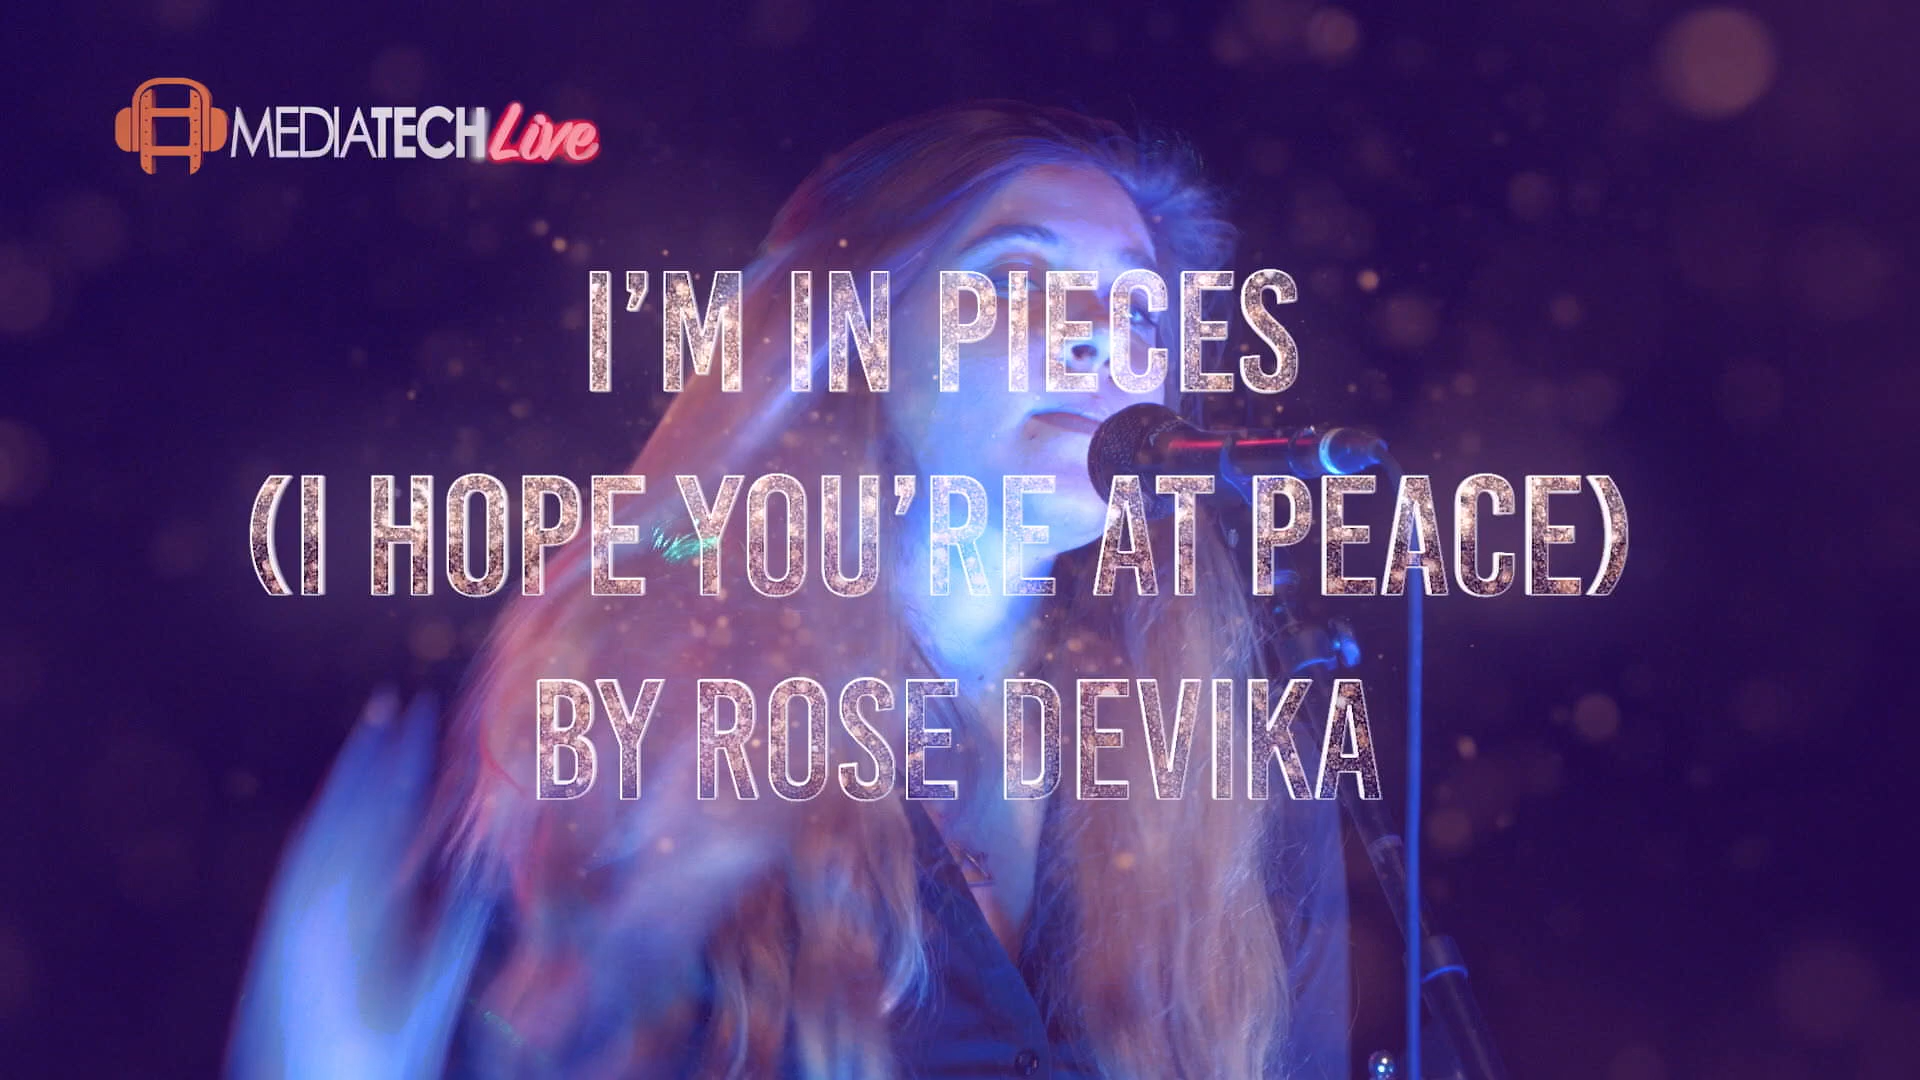 MEDIATECH Live
I'M IN PIECES
(I HOPE YOU'RE AT PEACE)
BY ROSE DEVIKA